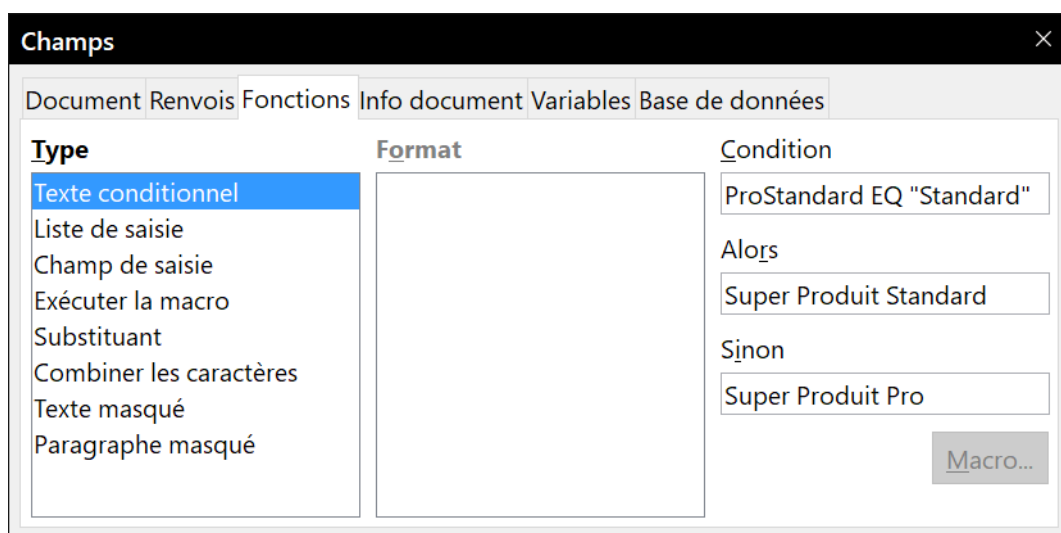 Champs
Document Renvois Fonctions Info document Variables Base de données
Type
Texte conditionnel
Liste de saisie
Champ de saisie
Exécuter la macro
Substituant
Combiner les caractères
Texte masqué
Paragraphe masqué
Format
Condition
ProStandard EQ "Standard"
Alors
Super Produit Standard
Sinon
Super Produit Pro
Macro...